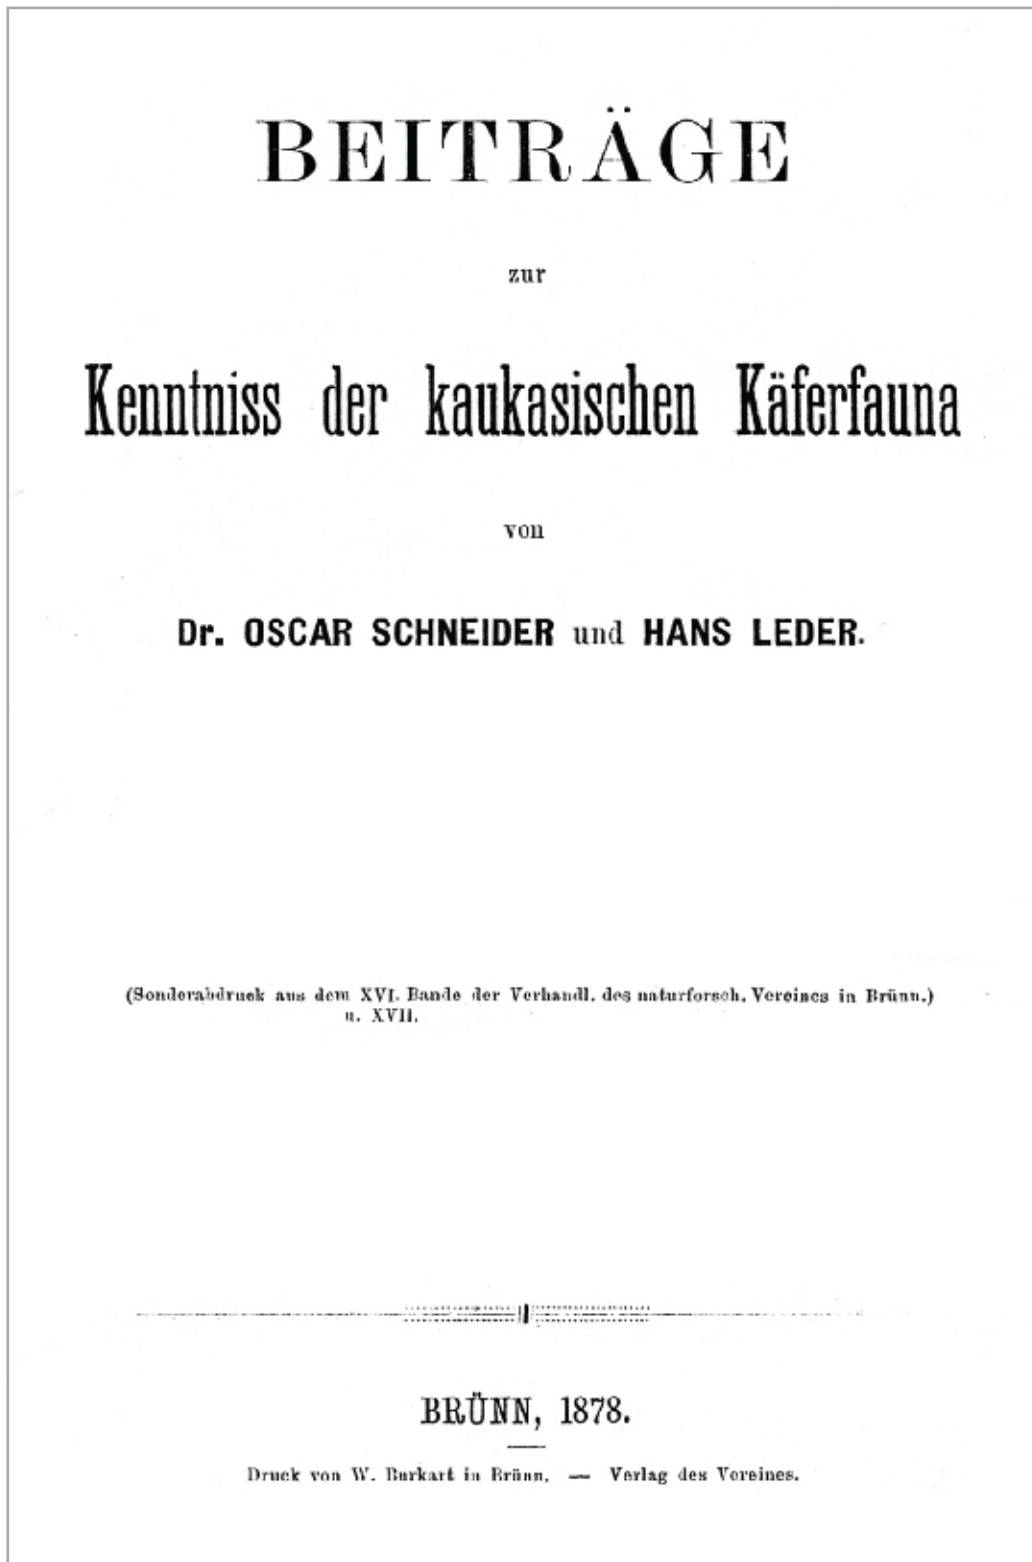 BEITRÄGE
zur
Kenntniss der kaukasischen Käferfauna
von
Dr. OSCAR SCHNEIDER und HANS LEDER.
(Sonderabdruck aus dem XVI. Bande der Verhandl. des naturforsch. Vereines in Brünn.)
u. XVII.
BRÜNN, 1878.
Druck von W. Burkart in Brünn. — Verlag des Vereines.